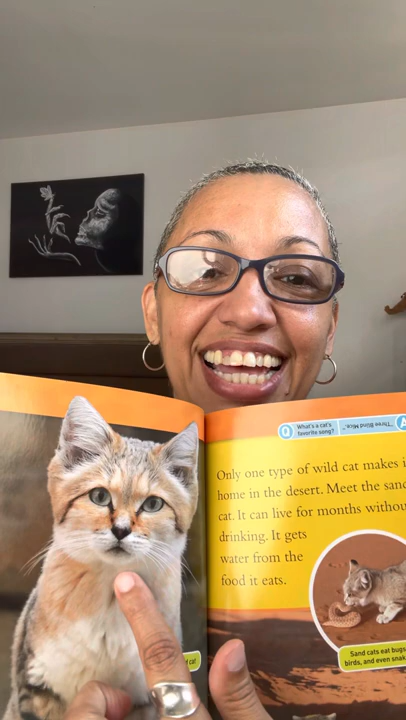 Q What's a cat's
favorite song?
"Three Blind Mice." A
Only one type of wild cat makes i
home in the desert. Meet the sand
cat. It can live for months withou
drinking. It gets
water from the
food it eats.
d cat
Sand cats eat bugs
birds, and even snak